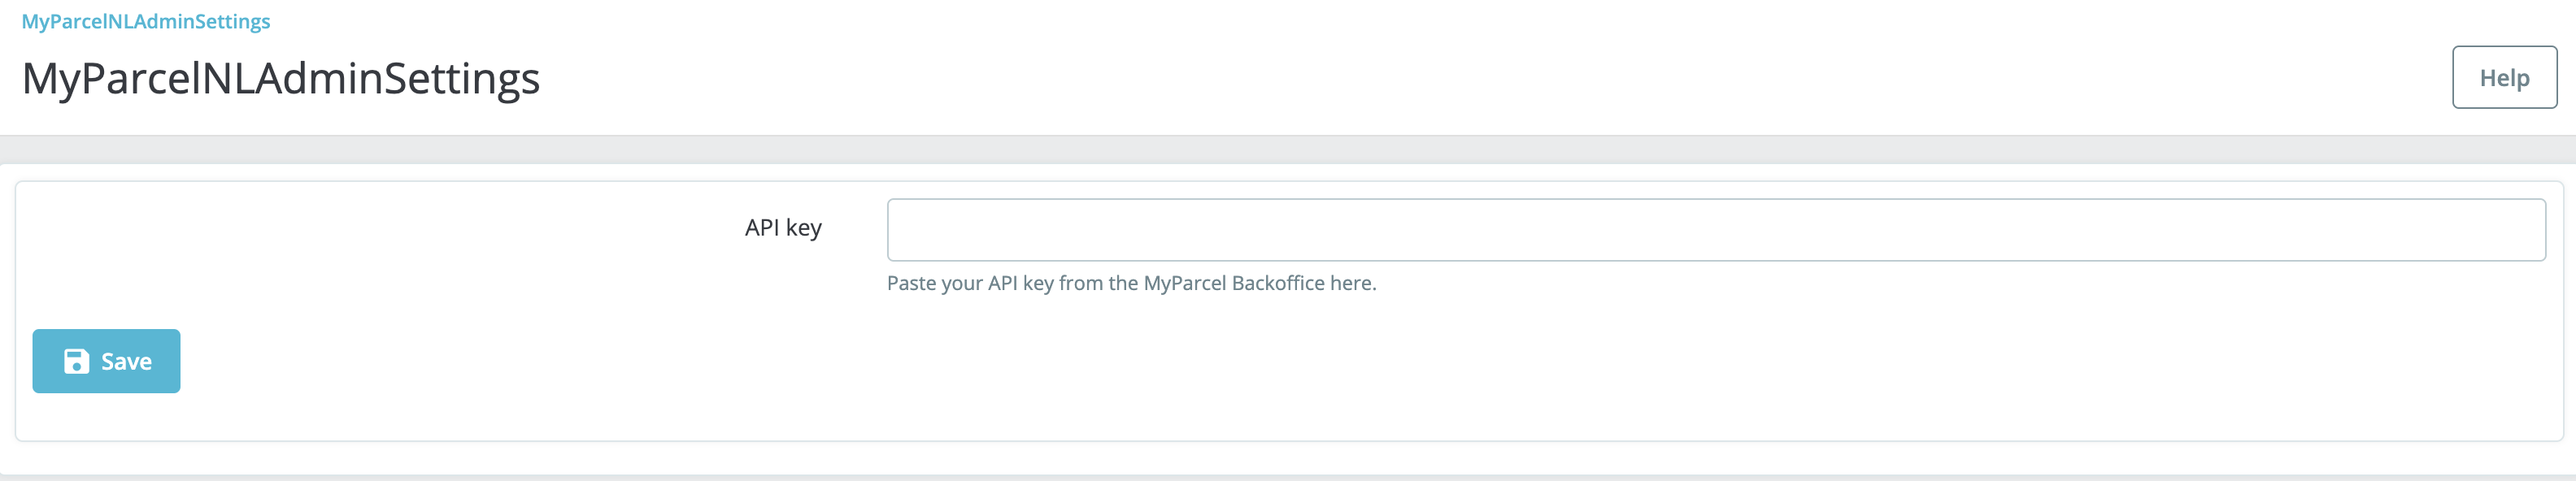 MyParcelNLAdminSettings
MyParcelNLAdminSettings
Help
API key
Paste your API key from the MyParcel Backoffice here.
Save